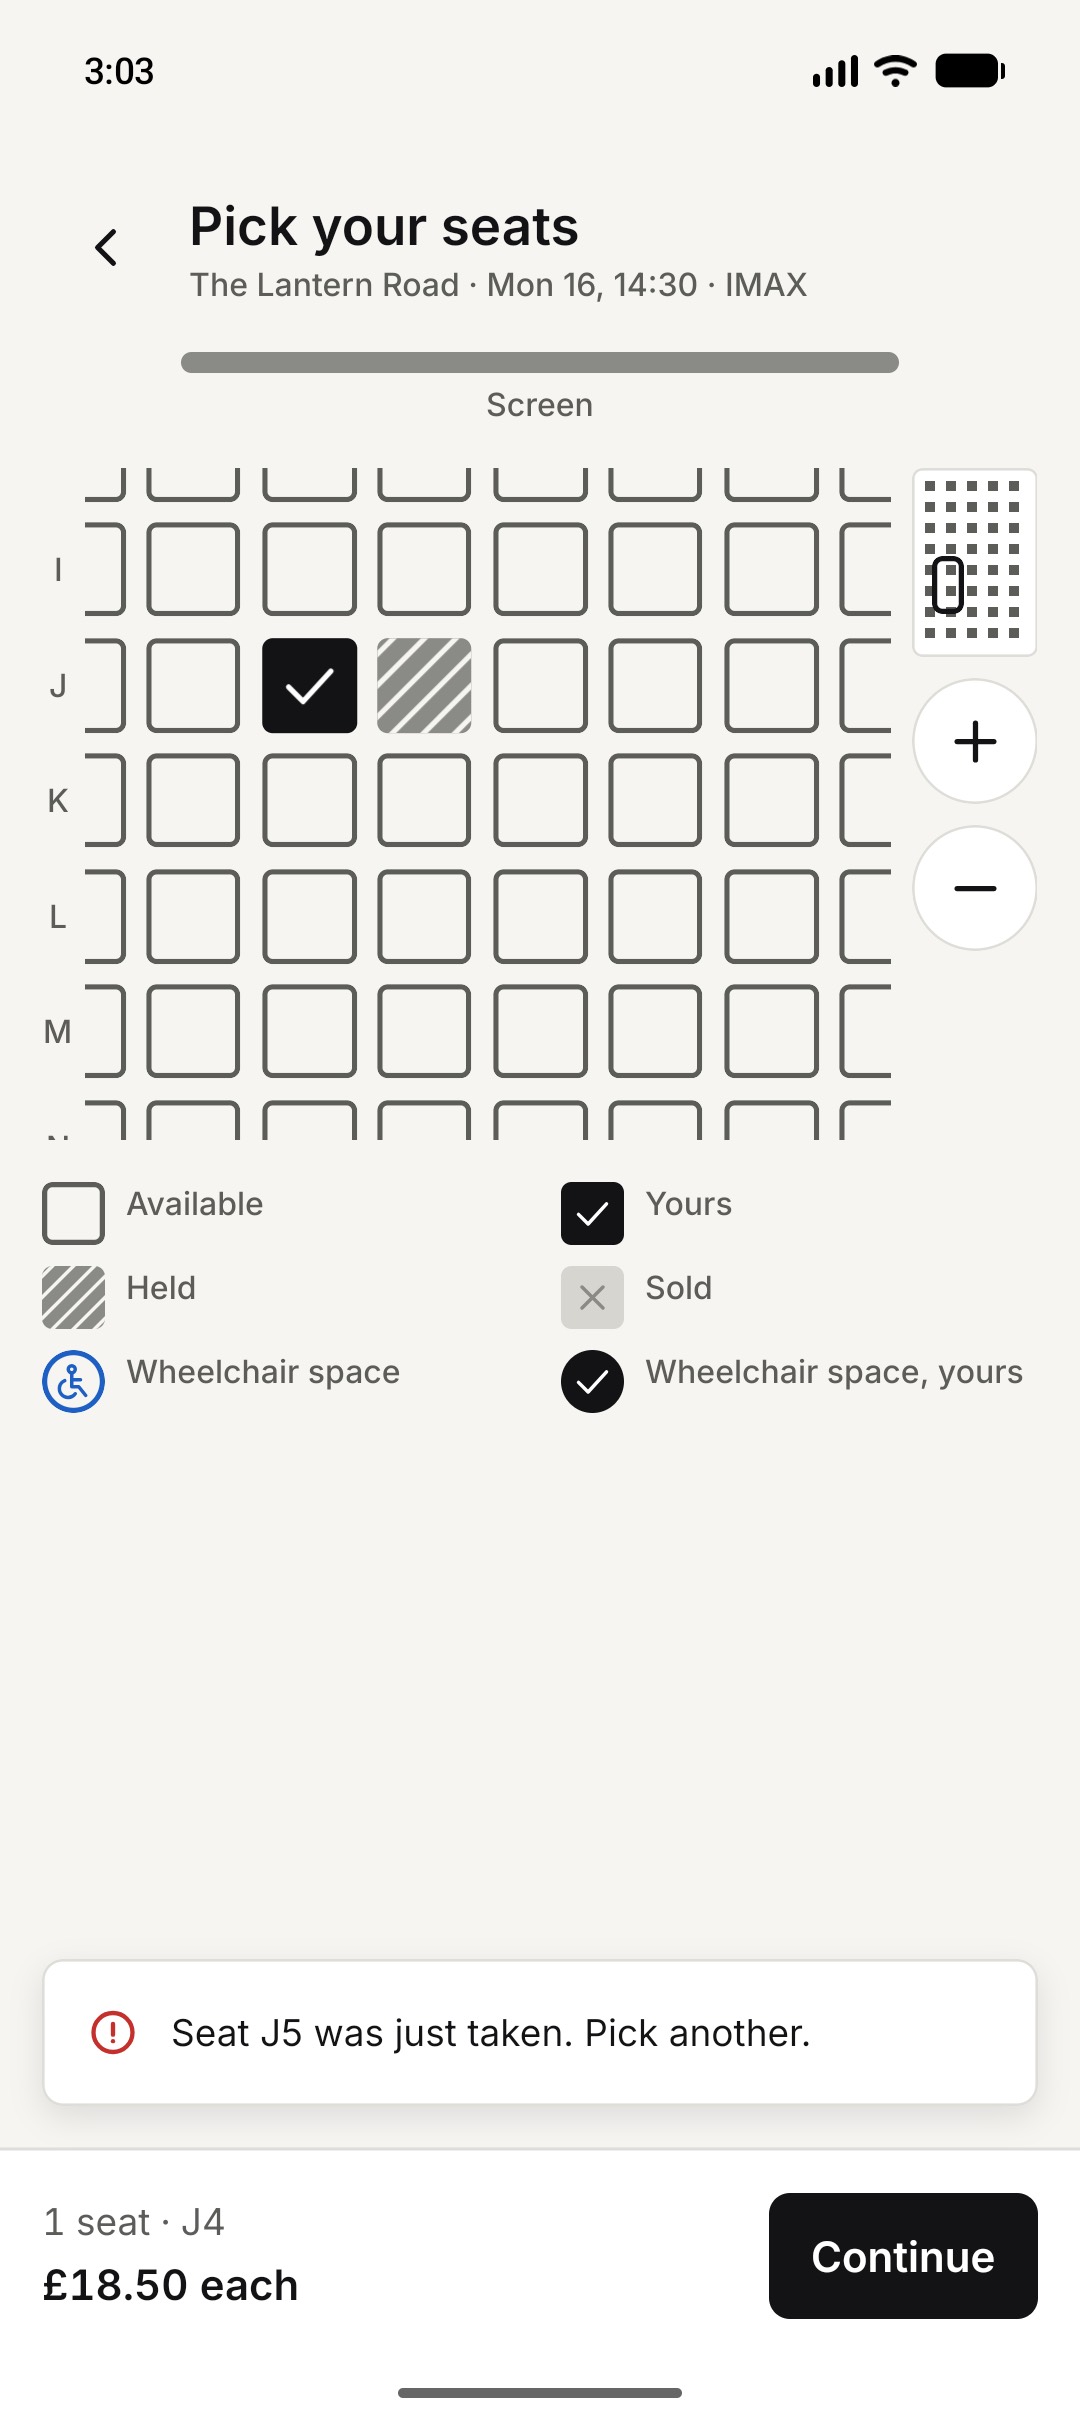 3:03
Pick your seats
The Lantern Road · Mon 16, 14:30 · IMAX
Screen
I
J
K
L
M
Available
Yours
Held
Sold
Wheelchair space
Wheelchair space, yours
Seat J5 was just taken. Pick another.
1 seat · J4
£18.50 each
Continue